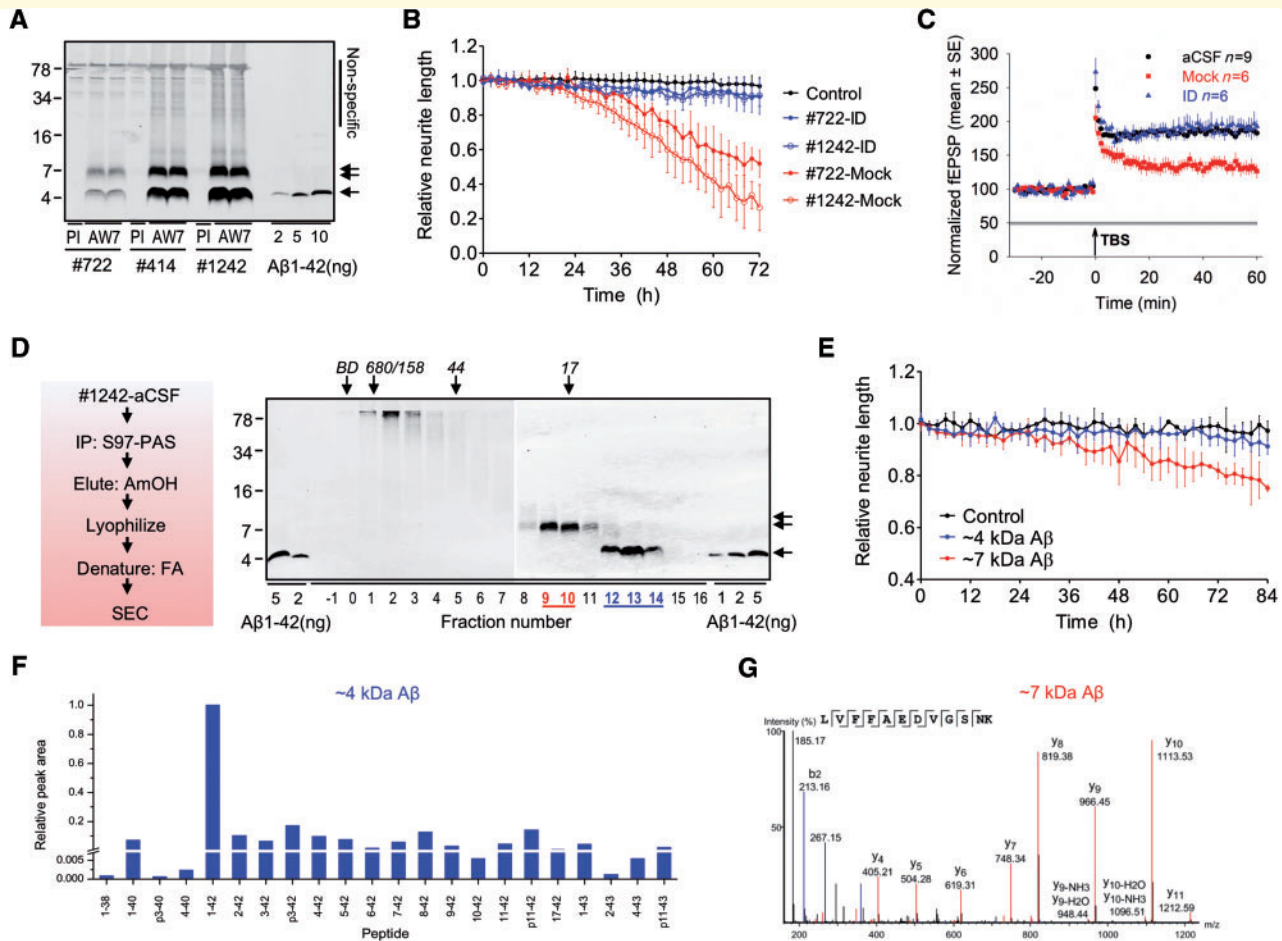 A
78
34
16
7
4
Non-specific
PI AW7 PI AW7 PI AW7 2 5 10
#722 #414 #1242 Aβ1-42(ng)
B
Relative neurite length
1.2
1.0
0.8
0.6
0.4
0.2
0.0
0 12 24 36 48 60 72
Time (h)
Control
#722-ID
#1242-ID
#722-Mock
#1242-Mock
C
Normalized fEPSP (mean ± SE)
300
250
200
150
100
50
0
aCSF n=9
Mock n=6
ID n=6
TBS
-20 0 20 40 60
Time (min)
D
#1242-aCSF
IP: S97-PAS
Elute: AmOH
Lyophilize
Denature: FA
SEC
BD 680/158 44 17
78
34
16
7
4
5 2 -1 0 1 2 3 4 5 6 7 8 9 10 11 12 13 14 15 16 1 2 5
Aβ1-42(ng) Fraction number Aβ1-42(ng)
E
Relative neurite length
1.2
1.0
0.8
0.6
0.4
Control
~4 kDa Aβ
~7 kDa Aβ
0 12 24 36 48 60 72 84
Time (h)
F
~4 kDa Aβ
Relative peak area
1.0
0.8
0.6
0.4
0.2
0.005
0.000
1-38 1-40 p3-40 4-40 1-42 2-42 3-42 p3-42 4-42 5-42 6-42 7-42 8-42 9-42 10-42 11-42 p11-42 17-42 1-43 2-43 4-43 p11-43
Peptide
G
~7 kDa Aβ
L V F F A E D V G S N K
Intensity (%)
100
50
185.17
b2
213.16
267.15
y4
405.21
y5
504.28
y6
619.31
y7
748.34
y8
819.38
y9
966.45
y9-NH3
y9-H2O
948.44
y10
1113.53
y10-H2O
y10-NH3
1096.51
y11
1212.59
200 400 600 800 1000 1200
m/z